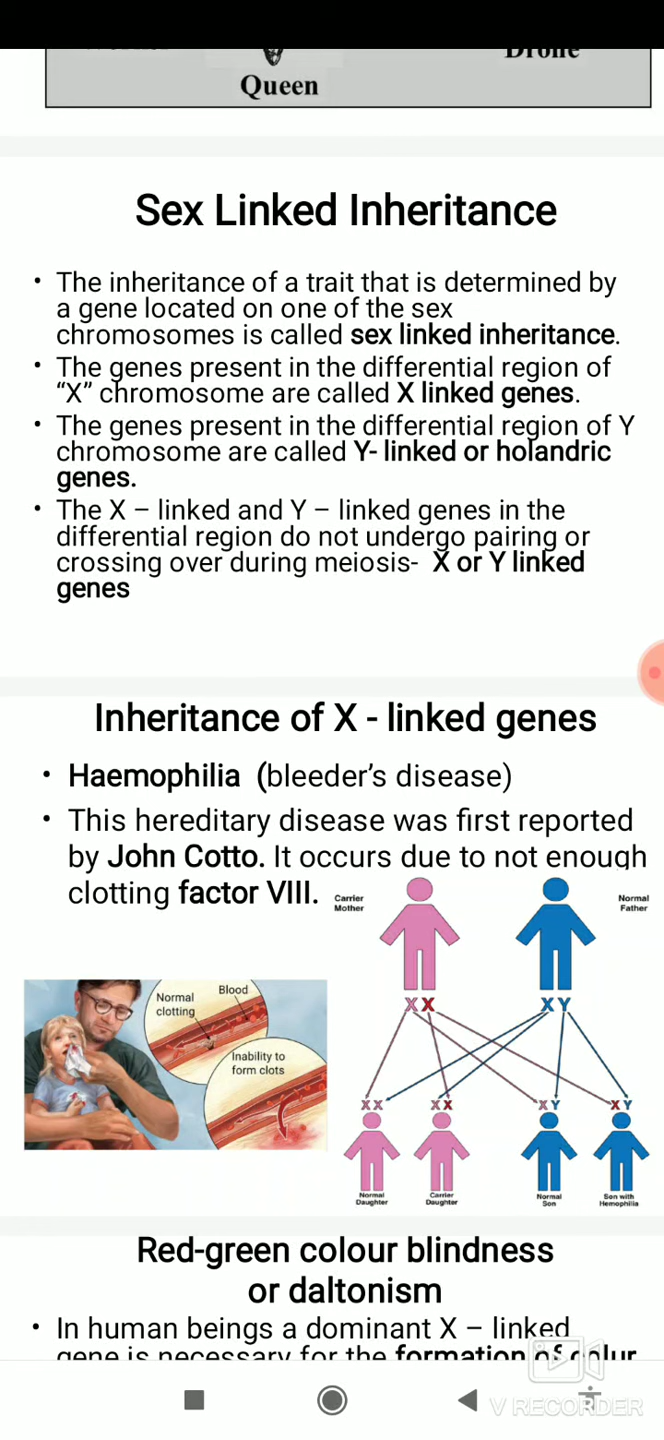 Drone
Queen
Sex Linked Inheritance
• The inheritance of a trait that is determined by
a gene located on one of the sex
chromosomes is called sex linked inheritance.
• The genes present in the differential region of
“X” chromosome are called X linked genes.
• The genes present in the differential region of Y
chromosome are called Y- linked or holandric
genes.
• The X – linked and Y – linked genes in the
differential region do not undergo pairing or
crossing over during meiosis- X or Y linked
genes
Inheritance of X - linked genes
• Haemophilia (bleeder’s disease)
• This hereditary disease was first reported
by John Cotto. It occurs due to not enough
clotting factor VIII.
Carrier
Mother
Normal
Father
Normal
clotting
Blood
Inability to
form clots
XX
XY
XX
XX
XY
XY
Normal
Daughter
Carrier
Daughter
Normal
Son
Son with
Hemophilia
Red-green colour blindness
or daltonism
• In human beings a dominant X – linked
gene is necessary for the formation of colur
V RECORDER